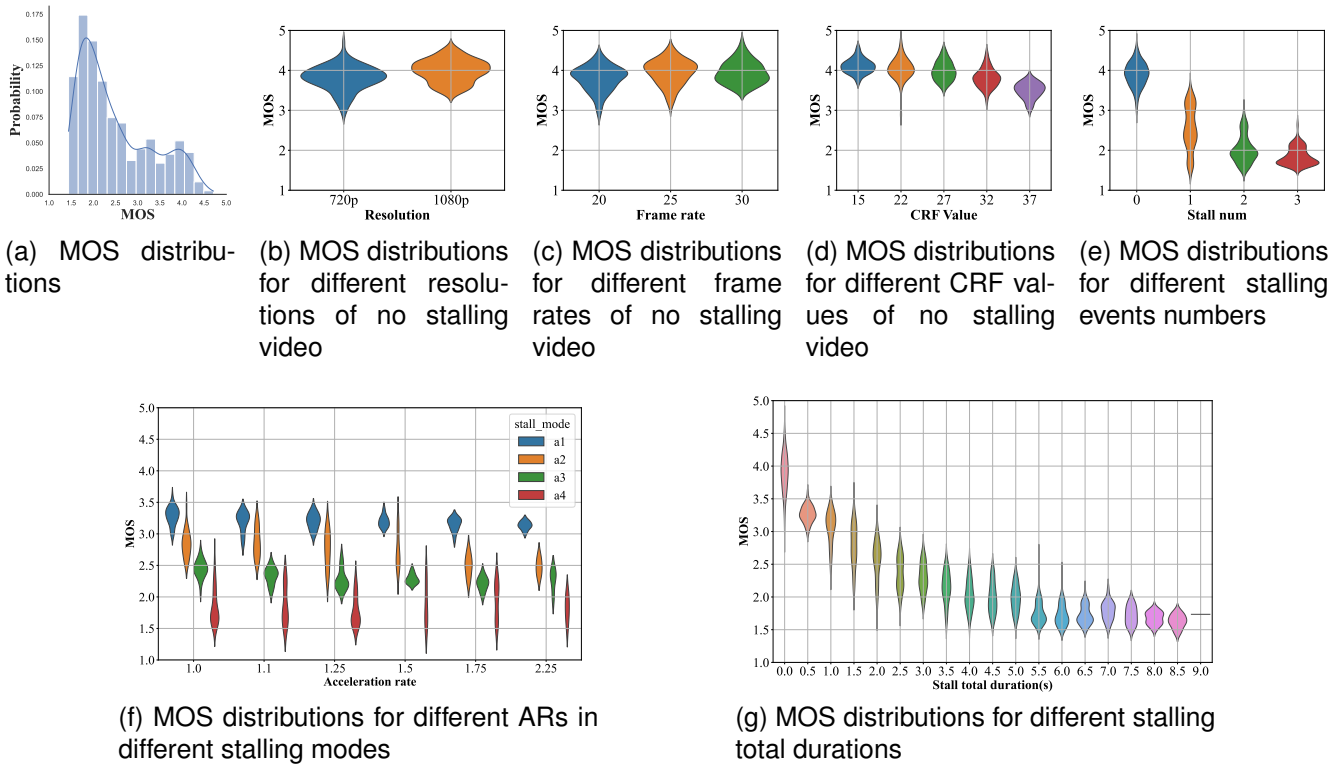 0.175
0.150
0.125
0.100
0.075
0.050
0.025
0.000
Probability
1.0 1.5 2.0 2.5 3.0 3.5 4.0 4.5 5.0
MOS
(a) MOS distribu-
tions
5
4
3
2
1
MOS
720p 1080p
Resolution
(b) MOS distributions
for different resolu-
tions of no stalling
video
5
4
3
2
1
MOS
20 25 30
Frame rate
(c) MOS distributions
for different frame
rates of no stalling
video
5
4
3
2
1
MOS
15 22 27 32 37
CRF Value
(d) MOS distributions
for different CRF val-
ues of no stalling
video
5
4
3
2
1
MOS
0 1 2 3
Stall num
(e) MOS distributions
for different stalling
events numbers
5.0
4.5
4.0
3.5
3.0
2.5
2.0
1.5
1.0
MOS
stall_mode
a1
a2
a3
a4
1.0 1.1 1.25 1.5 1.75 2.25
Acceleration rate
(f) MOS distributions for different ARs in
different stalling modes
5.0
4.5
4.0
3.5
3.0
2.5
2.0
1.5
1.0
MOS
0.0 0.5 1.0 1.5 2.0 2.5 3.0 3.5 4.0 4.5 5.0 5.5 6.0 6.5 7.0 7.5 8.0 8.5 9.0
Stall total duration(s)
(g) MOS distributions for different stalling
total durations